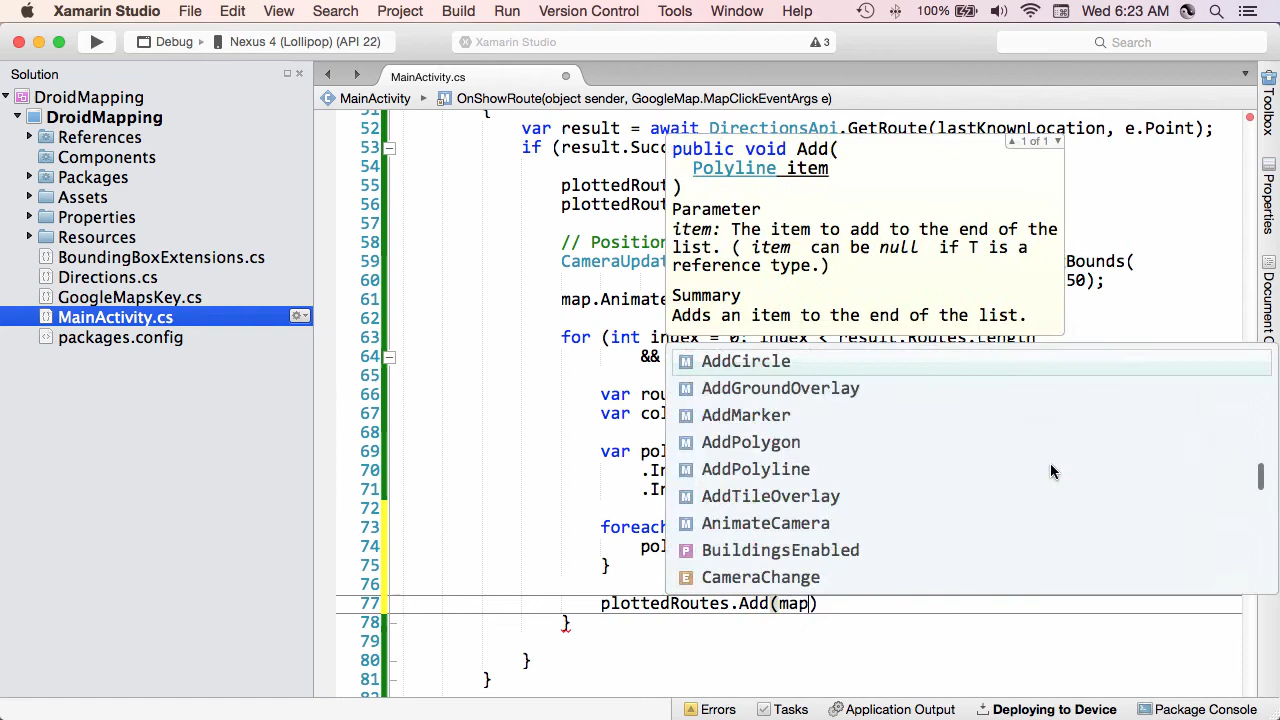 Xamarin Studio File Edit View Search Project Build Run Version Control Tools Window Help 100% Wed 6:23 AM
Debug Nexus 4 (Lollipop) (API 22) Xamarin Studio 3 Search
Solution
MainActivity.cs
DroidMapping
DroidMapping
References
Components
Packages
Assets
Properties
Resources
BoundingBoxExtensions.cs
Directions.cs
GoogleMapsKey.cs
MainActivity.cs
packages.config
MainActivity OnShowRoute(object sender, GoogleMap.MapClickEventArgs e)
51 {
52 var result = await DirectionsApi.GetRoute(lastKnownLocation, e.Point);
53 if (result.Succ
54
55 plottedRout
56 plottedRout
57
58 // Position
59 CameraUpdat Bounds(
60 50);
61 map.Animate
62
63 for (int index = 0; index < result.Routes.Length
64 &&
65
66 var rou
67 var col
68
69 var pol
70 .In
71 .In
72
73 foreach
74 pol
75 }
76
77 plottedRoutes.Add(map)
78 }
79
80 }
81 }
82
1 of 1
public void Add(
Polyline item
)
Parameter
item: The item to add to the end of the
list. ( item can be null if T is a
reference type.)
Summary
Adds an item to the end of the list.
M AddCircle
M AddGroundOverlay
M AddMarker
M AddPolygon
M AddPolyline
M AddTileOverlay
M AnimateCamera
P BuildingsEnabled
E CameraChange
Toolbox
Properties
Document O
Errors Tasks Application Output Deploying to Device Package Console